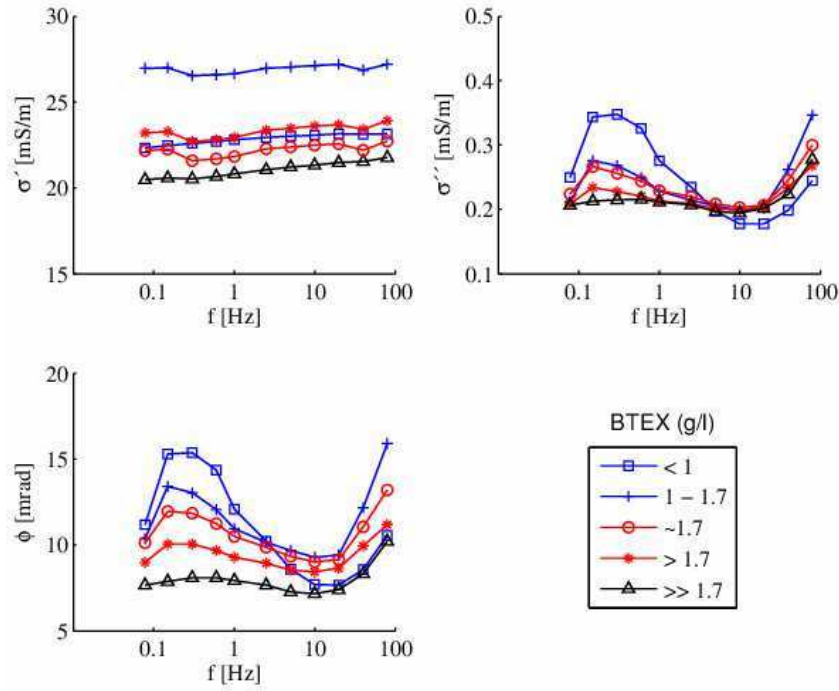 30
25
20
15
σ′ [mS/m]
0.1 1 10 100
f [Hz]
0.5
0.4
0.3
0.2
0.1
σ′′ [mS/m]
0.1 1 10 100
f [Hz]
20
15
10
5
ϕ [mrad]
0.1 1 10 100
f [Hz]
BTEX (g/l)
< 1
1 − 1.7
~1.7
> 1.7
>> 1.7